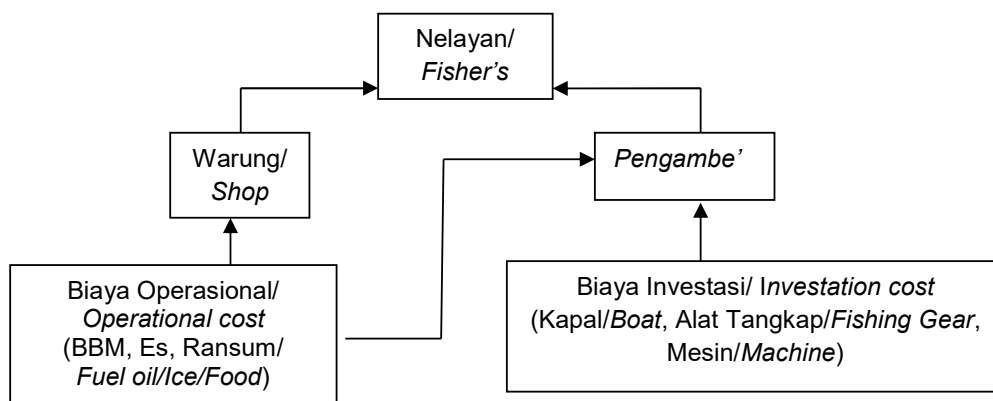 Nelayan/
Fisher’s
Warung/
Shop
Pengambe’
Biaya Operasional/
Operational cost
(BBM, Es, Ransum/
Fuel oil/Ice/Food)
Biaya Investasi/ Investation cost
(Kapal/Boat, Alat Tangkap/Fishing Gear,
Mesin/Machine)